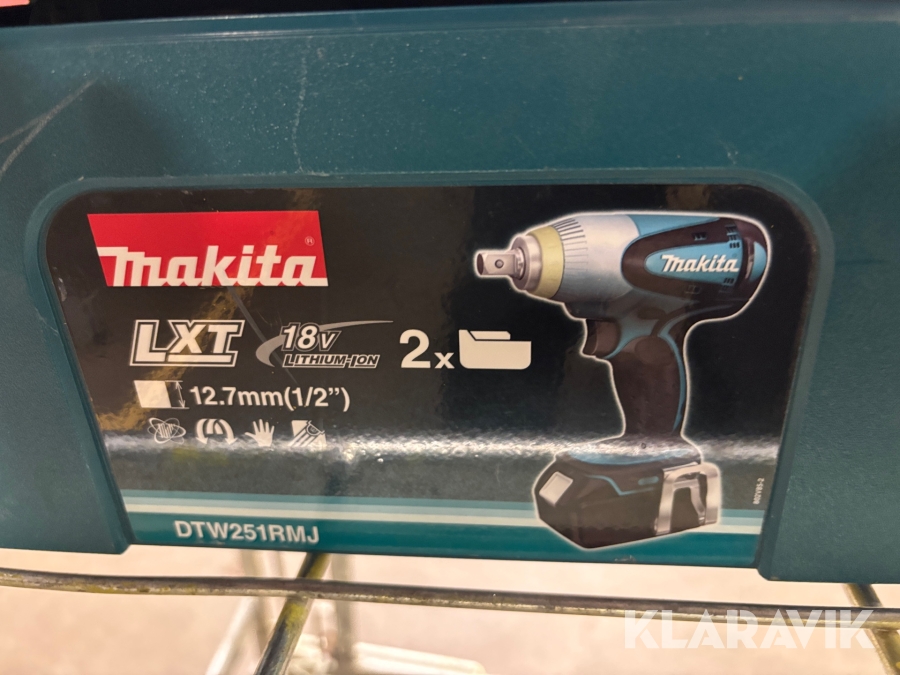 makita®
LXT
18V
LITHIUM-ION
2x
12.7mm(1/2")
makita
DTW251RMJ
KLARAVIK